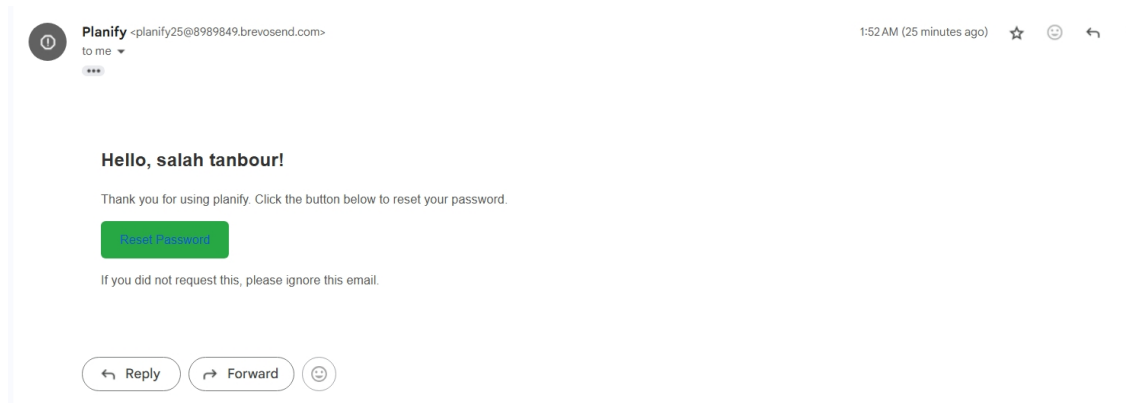 Planify <planify25@8989849.brevosend.com> 1:52 AM (25 minutes ago)
to me
Hello, salah tanbour!
Thank you for using planify. Click the button below to reset your password.
Reset Password
If you did not request this, please ignore this email.
Reply Forward